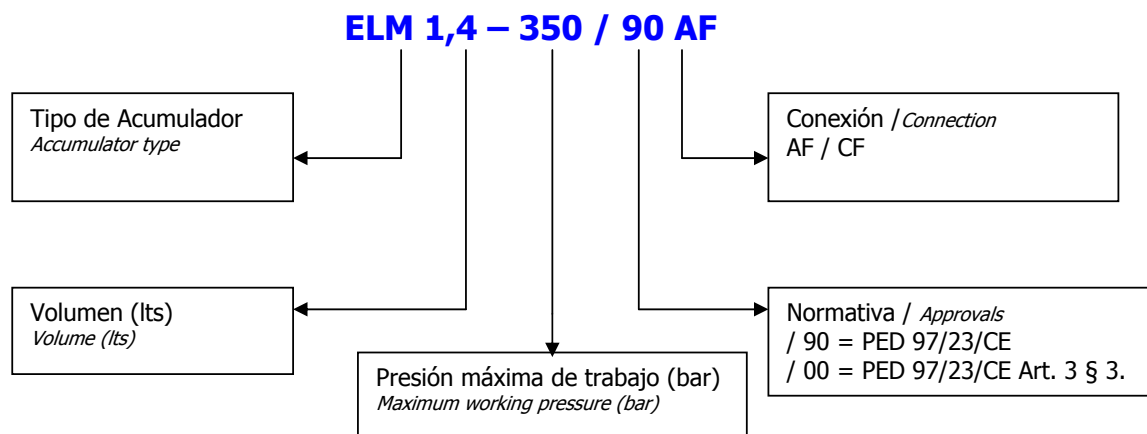 ELM 1,4 – 350 / 90 AF
Tipo de Acumulador
Accumulator type
Conexión / Connection
AF / CF
Volumen (lts)
Volume (lts)
Normativa / Approvals
/ 90 = PED 97/23/CE
/ 00 = PED 97/23/CE Art. 3 § 3.
Presión máxima de trabajo (bar)
Maximum working pressure (bar)